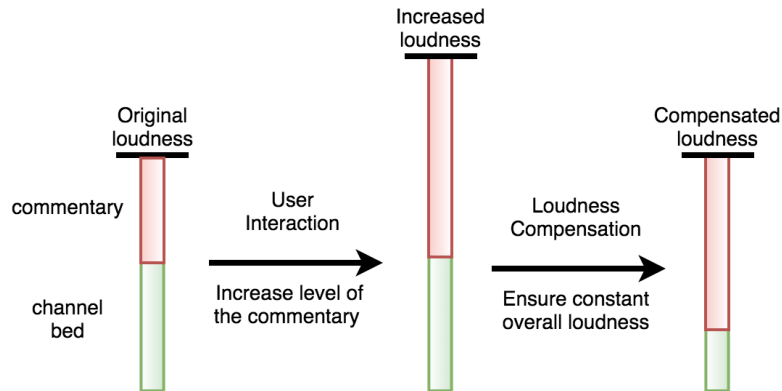 Increased
loudness
Original
loudness
Compensated
loudness
commentary
User
Interaction
Loudness
Compensation
channel
bed
Increase level of
the commentary
Ensure constant
overall loudness